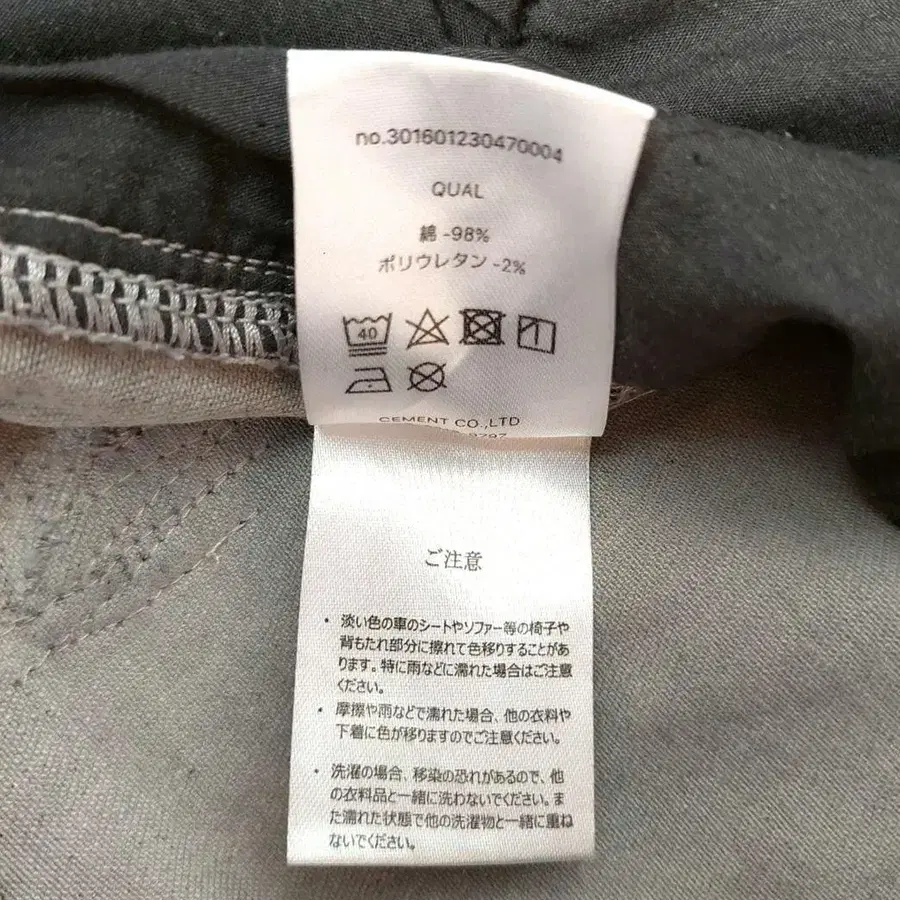 no.301601230470004
QUAL
綿 -98%
ポリウレタン -2%
40
CEMENT CO.,LTD
ご注意
・淡い色の車のシートやソファー等の椅子や
背もたれ部分に擦れて色移りすることがあ
ります。特に雨などに濡れた場合はご注意
ください。
・摩擦や雨などで濡れた場合、他の衣料や
下着に色が移りますのでご注意ください。
・洗濯の場合、移染の恐れがあるので、他
の衣料品と一緒に洗わないでください。ま
た濡れた状態で他の洗濯物と一緒に重ね
ないでください。